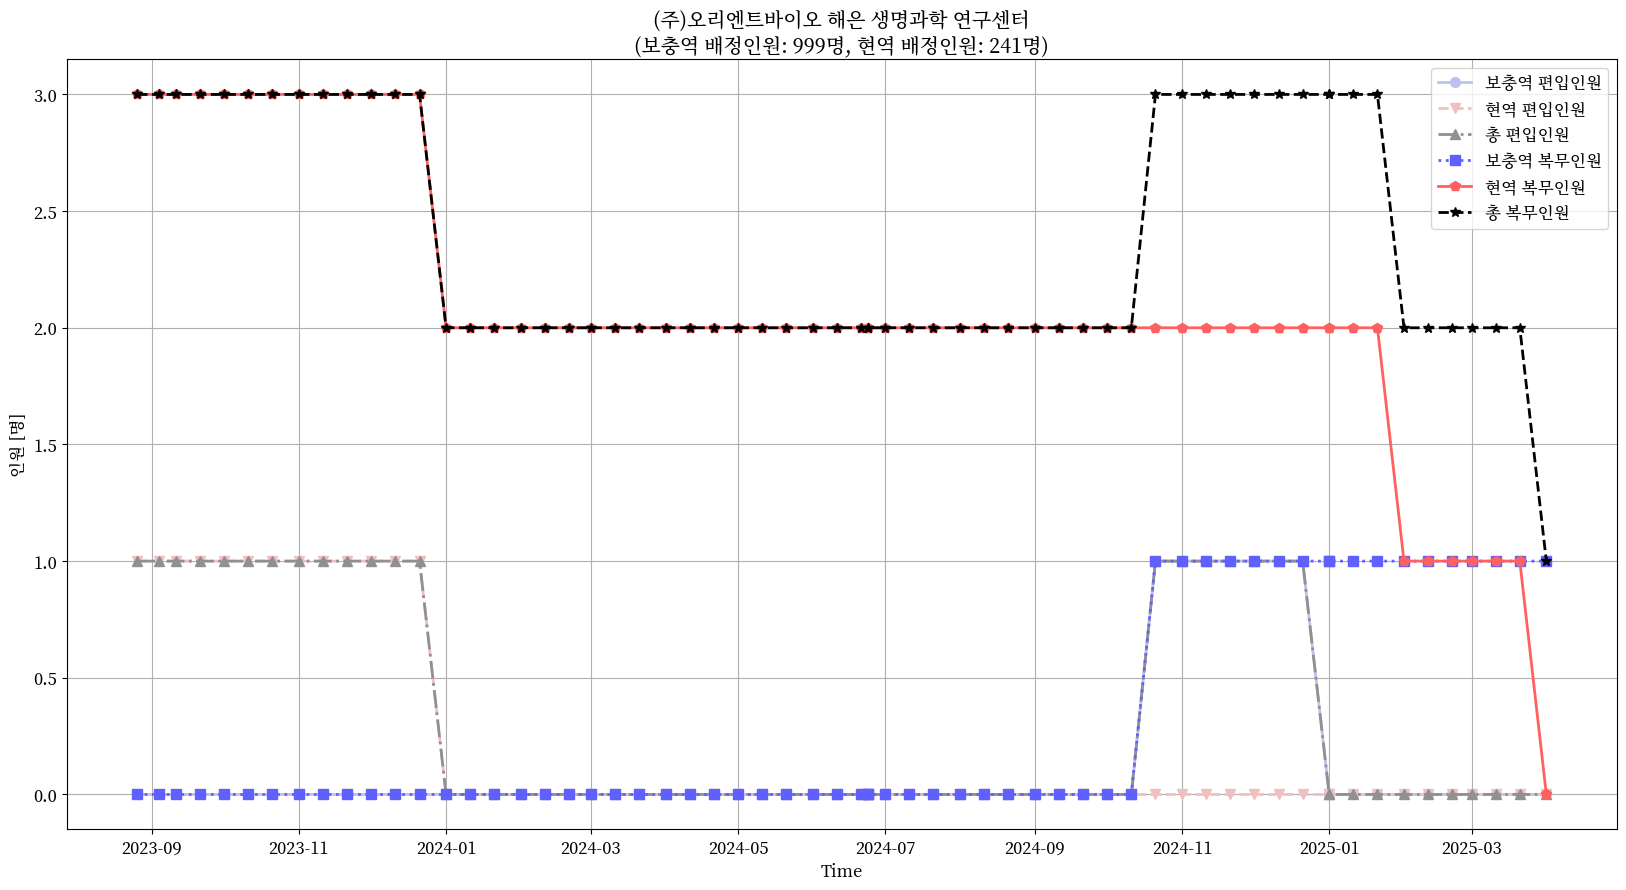 (주)오리엔트바이오 해은 생명과학 연구센터
(보충역 배정인원: 999명, 현역 배정인원: 241명)
보충역 편입인원
현역 편입인원
총 편입인원
보충역 복무인원
현역 복무인원
총 복무인원
인원 [명]
3.0
2.5
2.0
1.5
1.0
0.5
0.0
2023-09
2023-11
2024-01
2024-03
2024-05
2024-07
2024-09
2024-11
2025-01
2025-03
Time